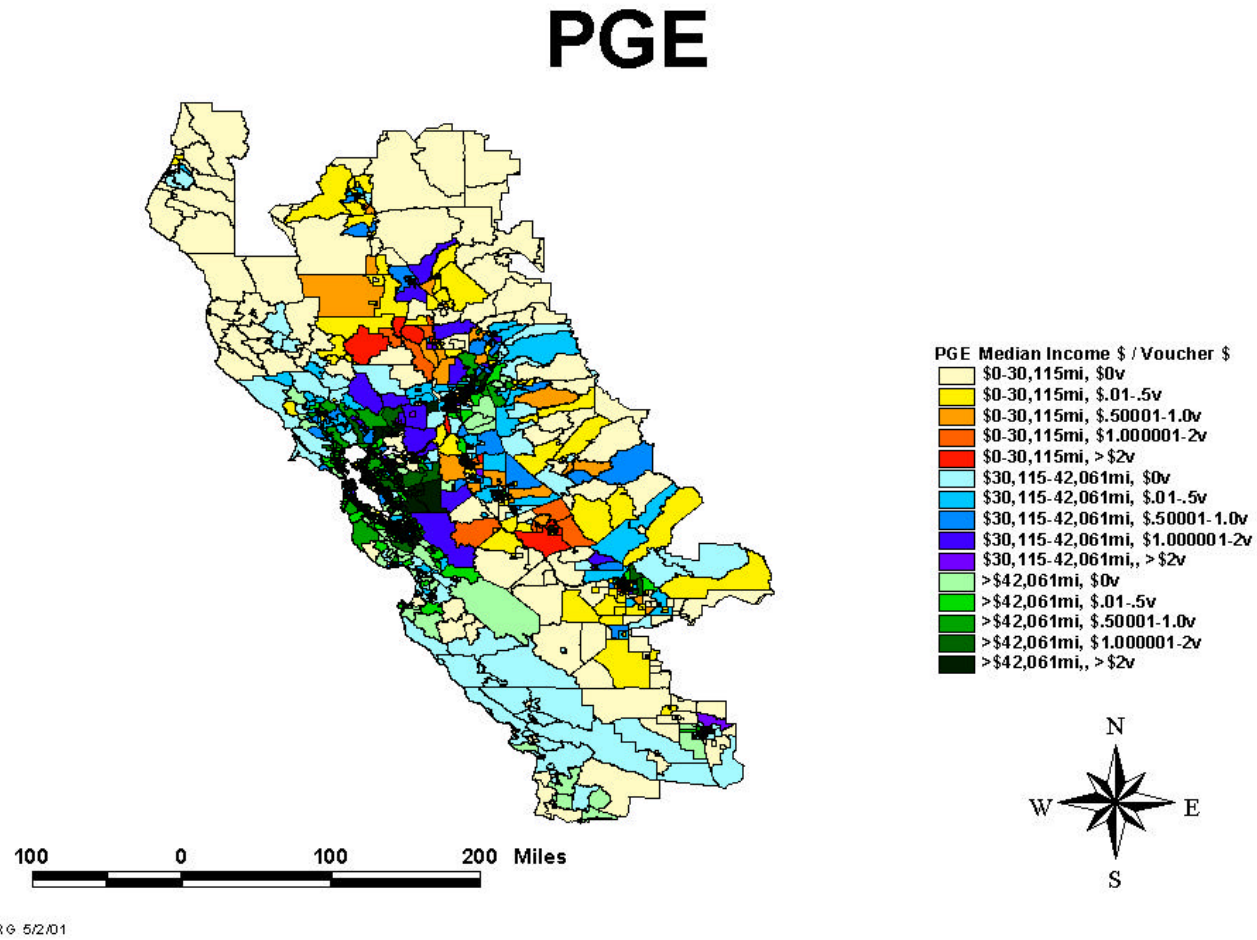 PGE
PGE Median Income $ / Voucher $
$0-30,115mi, $0v
$0-30,115mi, $.01-.5v
$0-30,115mi, $.50001-1.0v
$0-30,115mi, $1.000001-2v
$0-30,115mi, >$2v
$30,115-42,061mi, $0v
$30,115-42,061mi, $.01-.5v
$30,115-42,061mi, $.50001-1.0v
$30,115-42,061mi, $1.000001-2v
$30,115-42,061mi,, >$2v
>$42,061mi, $0v
>$42,061mi, $.01-.5v
>$42,061mi, $.50001-1.0v
>$42,061mi, $1.000001-2v
>$42,061mi,, >$2v
N
W E
S
100 0 100 200 Miles
G 5/2/01